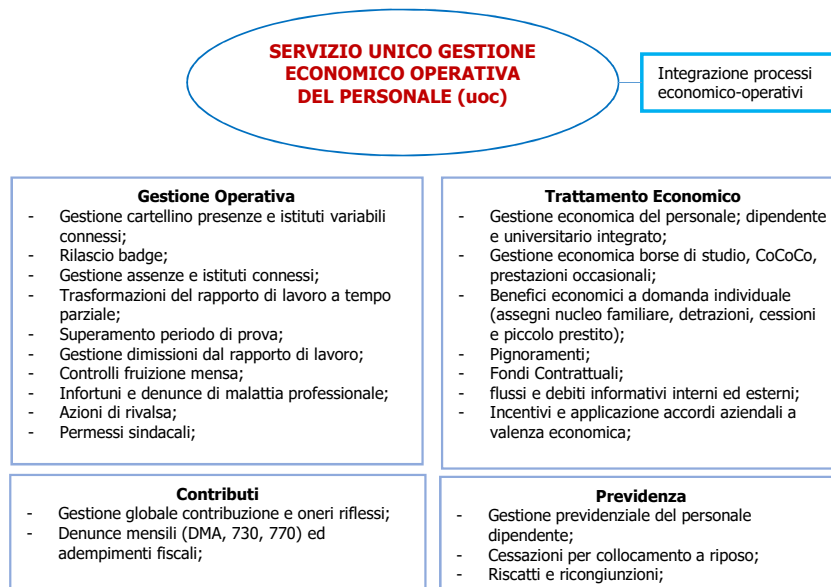 SERVIZIO UNICO GESTIONE
ECONOMICO OPERATIVA
DEL PERSONALE (uoc)
Integrazione processi
economico-operativi
Gestione Operativa
- Gestione cartellino presenze e istituti variabili
connessi;
- Rilascio badge;
- Gestione assenze e istituti connessi;
- Trasformazioni del rapporto di lavoro a tempo
parziale;
- Superamento periodo di prova;
- Gestione dimissioni dal rapporto di lavoro;
- Controlli fruizione mensa;
- Infortuni e denunce di malattia professionale;
- Azioni di rivalsa;
- Permessi sindacali;
Trattamento Economico
- Gestione economica del personale; dipendente
e universitario integrato;
- Gestione economica borse di studio, CoCoCo,
prestazioni occasionali;
- Benefici economici a domanda individuale
(assegni nucleo familiare, detrazioni, cessioni
e piccolo prestito);
- Pignoramenti;
- Fondi Contrattuali;
- flussi e debiti informativi interni ed esterni;
- Incentivi e applicazione accordi aziendali a
valenza economica;
Contributi
- Gestione globale contribuzione e oneri riflessi;
- Denunce mensili (DMA, 730, 770) ed
adempimenti fiscali;
Previdenza
- Gestione previdenziale del personale
dipendente;
- Cessazioni per collocamento a riposo;
- Riscatti e ricongiunzioni;